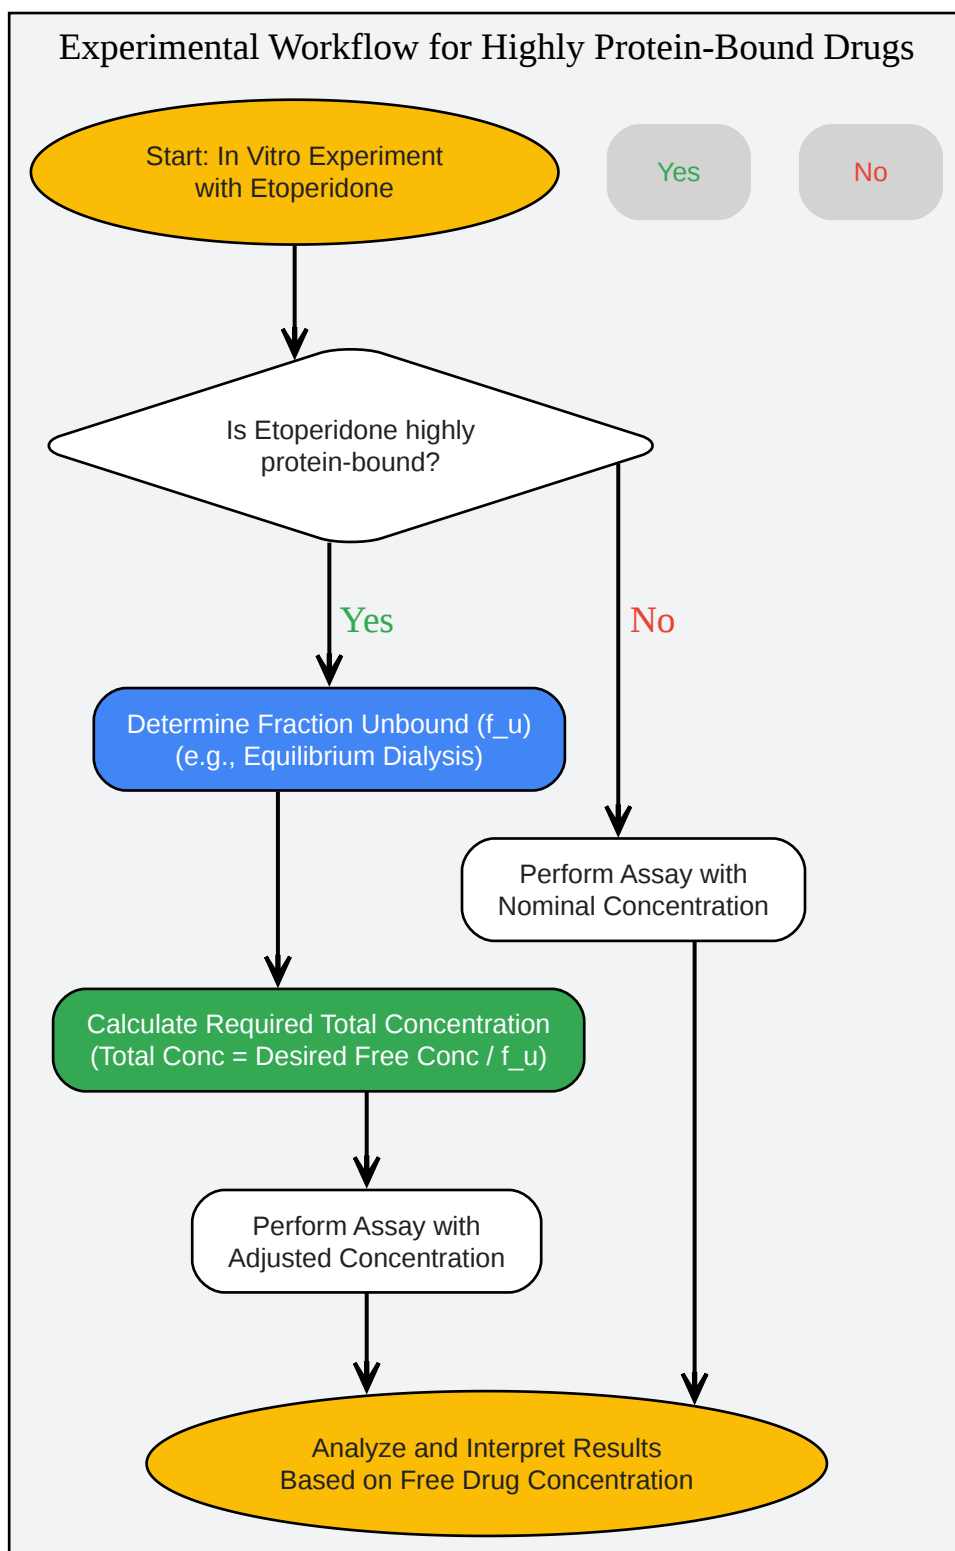 Experimental Workflow for Highly Protein-Bound Drugs
Start: In Vitro Experiment
with Etoperidone
Yes
No
Is Etoperidone highly
protein-bound?
Yes
No
Determine Fraction Unbound (f_u)
(e.g., Equilibrium Dialysis)
Perform Assay with
Nominal Concentration
Calculate Required Total Concentration
(Total Conc = Desired Free Conc / f_u)
Perform Assay with
Adjusted Concentration
Analyze and Interpret Results
Based on Free Drug Concentration